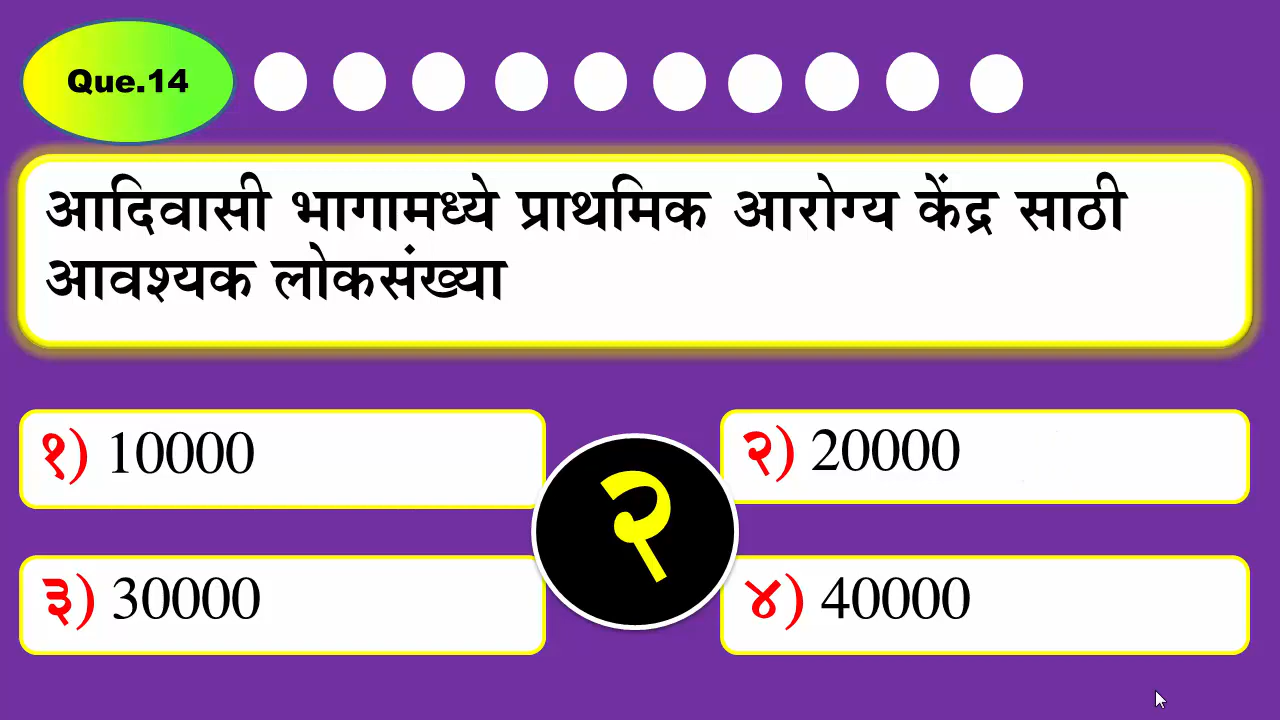 Que.14
आदिवासी भागामध्ये प्राथमिक आरोग्य केंद्र साठी
आवश्यक लोकसंख्या
१) 10000
२) 20000
२
३) 30000
४) 40000